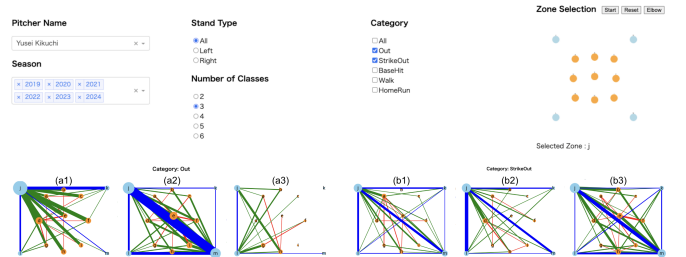 Zone Selection Start Reset Elbow
Pitcher Name
Stand Type
Category
Yusei Kikuchi
All
Left
Right
All
Out
StrikeOut
BaseHit
Walk
HomeRun
Season
× 2019 × 2020 × 2021
× 2022 × 2023 × 2024
Number of Classes
2
3
4
5
6
Selected Zone : j
Category: Out
Category: StrikeOut
(a1) (a2) (a3) (b1) (b2) (b3)